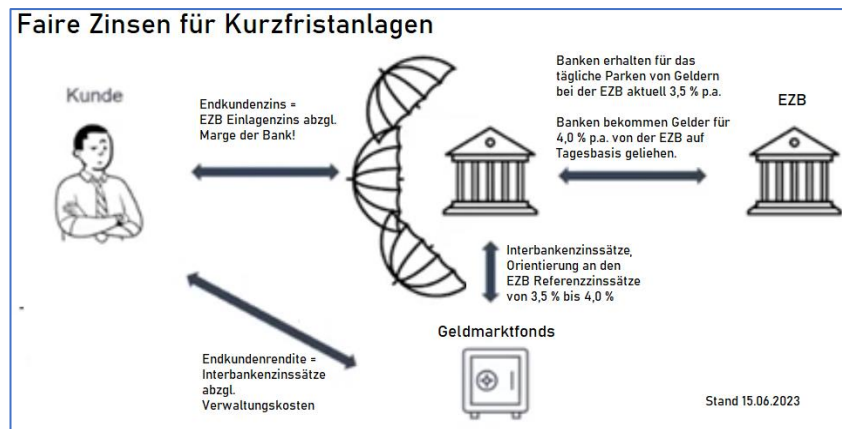 Faire Zinsen für Kurzfristanlagen
Kunde
Endkundenzins =
EZB Einlagenzins abzgl.
Marge der Bank!
Banken erhalten für das
tägliche Parken von Geldern
bei der EZB aktuell 3,5 % p.a.
Banken bekommen Gelder für
4,0 % p.a. von der EZB auf
Tagesbasis geliehen.
EZB
Interbankenzinssätze,
Orientierung an den
EZB Referenzzinssätze
von 3,5 % bis 4,0 %
Geldmarktfonds
Endkundenrendite =
Interbankenzinssätze
abzgl.
Verwaltungskosten
Stand 15.06.2023